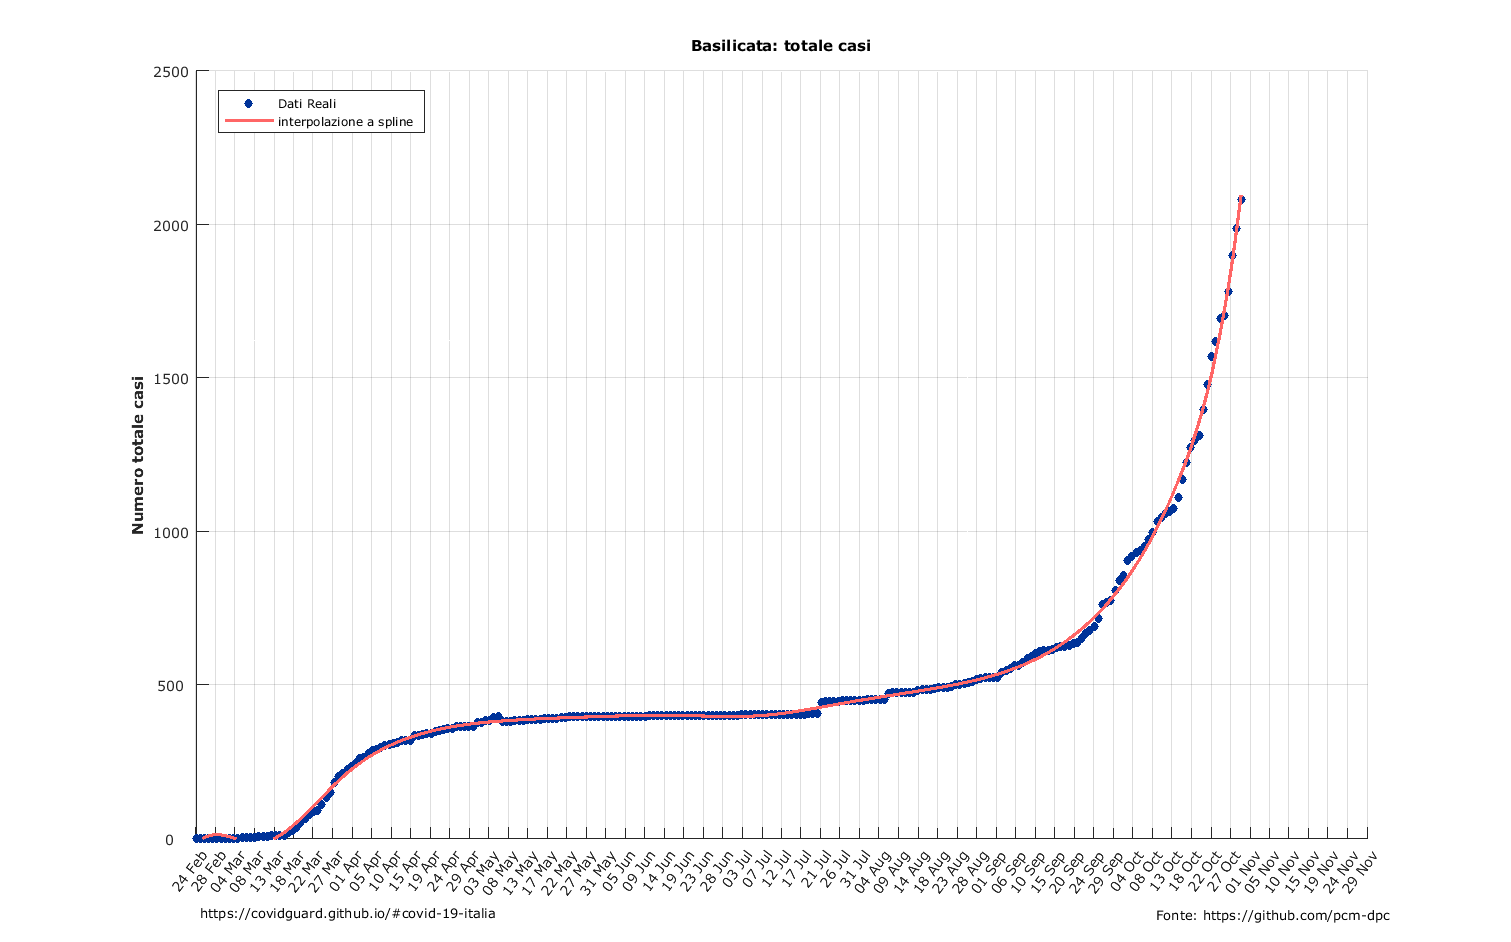 Basilicata: totale casi
2500
2000
1500
1000
500
0
Numero totale casi
Dati Reali
interpolazione a spline
24 Feb
28 Feb
04 Mar
08 Mar
13 Mar
18 Mar
22 Mar
27 Mar
01 Apr
05 Apr
10 Apr
15 Apr
19 Apr
24 Apr
29 Apr
03 May
08 May
13 May
17 May
22 May
27 May
31 May
05 Jun
09 Jun
14 Jun
19 Jun
23 Jun
28 Jun
03 Jul
07 Jul
12 Jul
17 Jul
21 Jul
26 Jul
31 Jul
04 Aug
09 Aug
14 Aug
18 Aug
23 Aug
28 Aug
01 Sep
06 Sep
10 Sep
15 Sep
20 Sep
24 Sep
29 Sep
04 Oct
08 Oct
13 Oct
18 Oct
22 Oct
27 Oct
01 Nov
05 Nov
10 Nov
15 Nov
19 Nov
24 Nov
29 Nov
https://covidguard.github.io/#covid-19-italia
Fonte: https://github.com/pcm-dpc